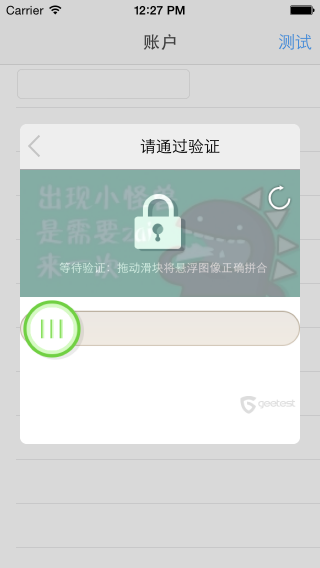 Carrier 12:27 PM
账户 测试
请通过验证
出现小怪兽
是需要
来 次
等待验证：拖动滑块将悬浮图像正确拼合
geetest